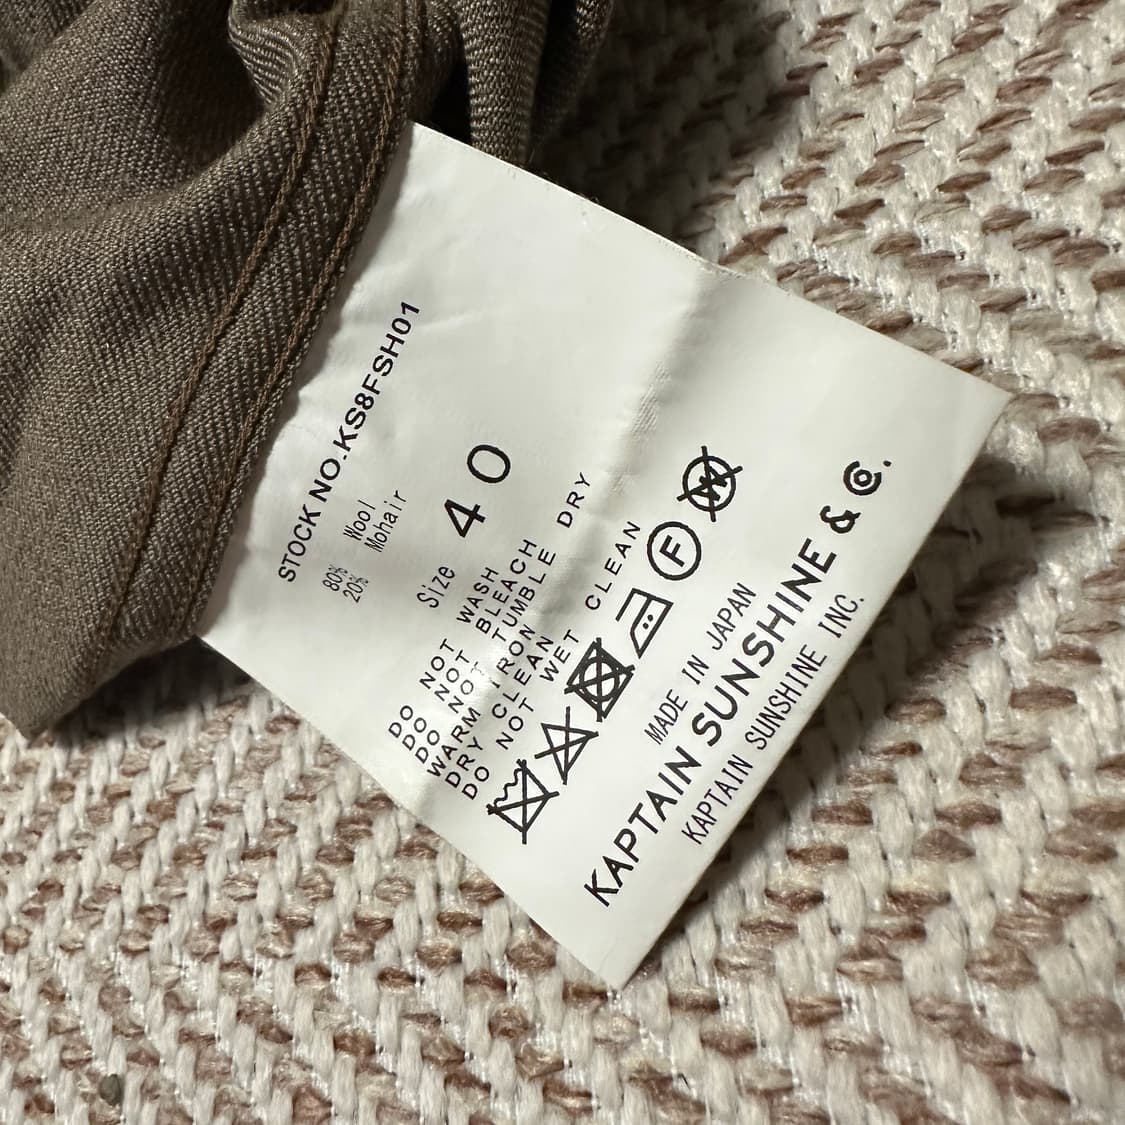 STOCK NO.KS8FSH01
80% Wool
20% Mohair
Size 40
DO NOT WASH
DO NOT BLEACH
DO NOT TUMBLE DRY
WARM IRON
DRY CLEAN
DO NOT WET CLEAN
F
W
MADE IN JAPAN
KAPTAIN SUNSHINE & Co.
KAPTAIN SUNSHINE INC.